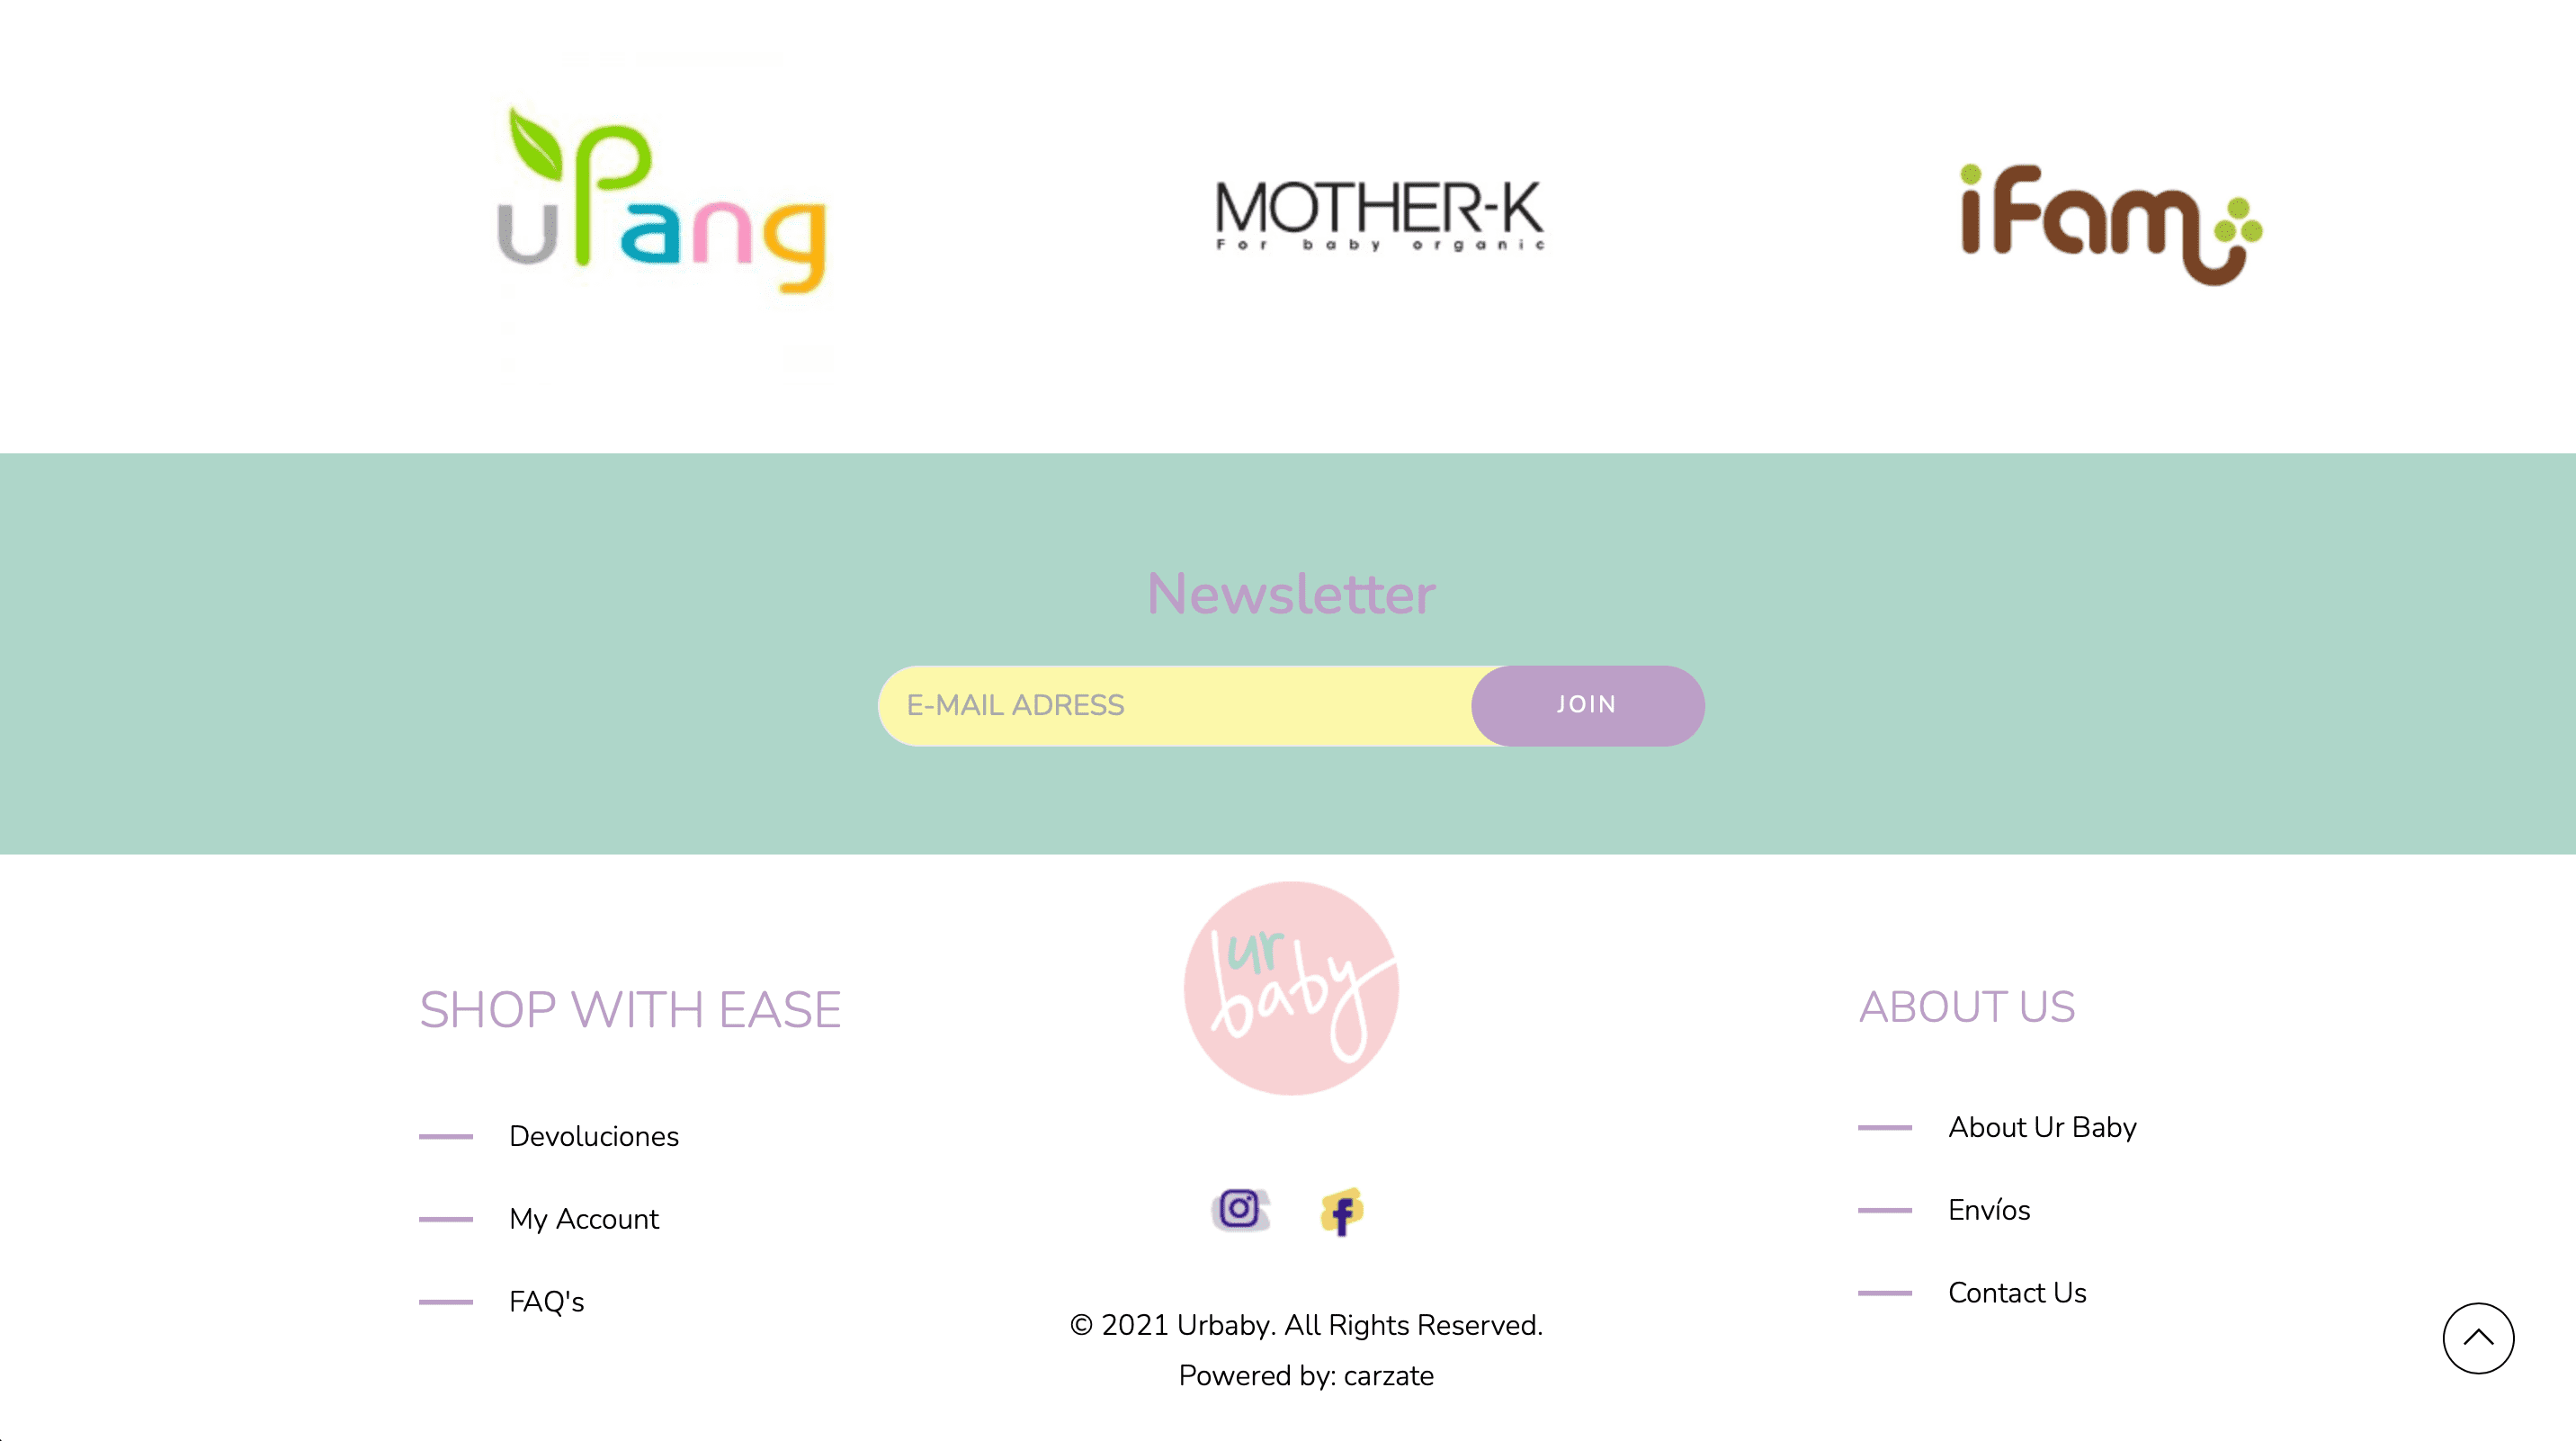 uPang
MOTHER-K
For baby organic
iFam
Newsletter
E-MAIL ADRESS
JOIN
ur
baby
SHOP WITH EASE
Devoluciones
My Account
FAQ's
ABOUT US
About Ur Baby
Envíos
Contact Us
© 2021 Urbaby. All Rights Reserved.
Powered by: carzate